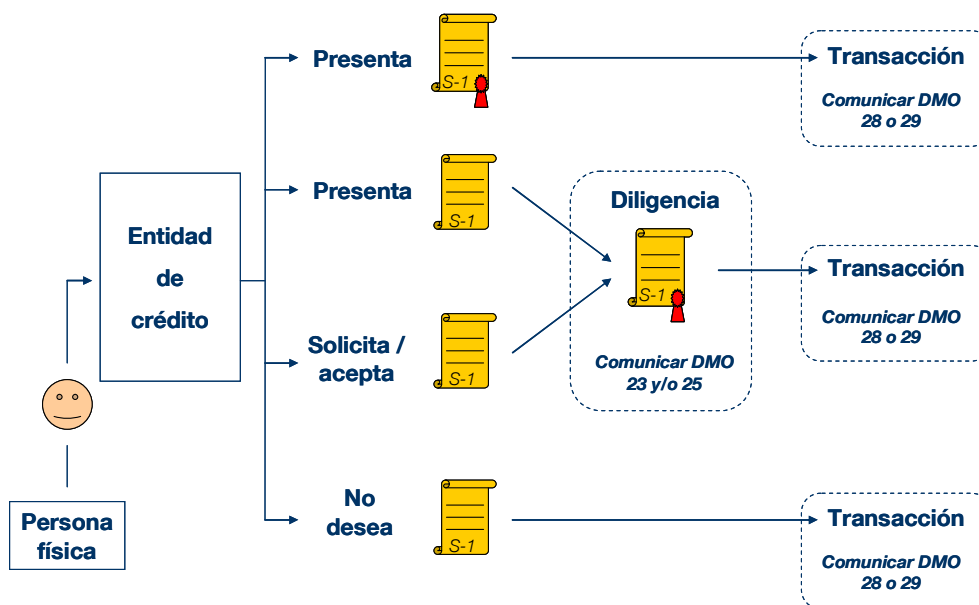 Presenta
S-1
Transacción
Comunicar DMO
28 o 29
Presenta
S-1
Diligencia
S-1
Comunicar DMO
23 y/o 25
Entidad
de
crédito
Transacción
Comunicar DMO
28 o 29
Solicita /
acepta
S-1
No
desea
S-1
Transacción
Comunicar DMO
28 o 29
Persona
física